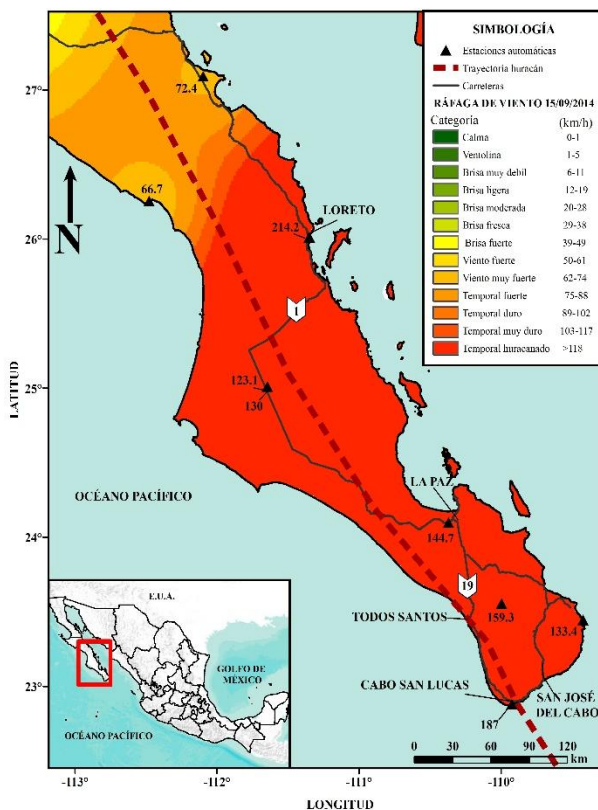 SIMBOLOGÍA
Estaciones automáticas
Trayectoria huracán
Carreteras
RÁFAGA DE VIENTO 15/09/2014
Categoría (km/h)
Calma 0-1
Ventolina 1-5
Brisa muy debil 6-11
Brisa ligera 12-19
Brisa moderada 20-28
Brisa fresca 29-38
Brisa fuerte 39-49
Viento fuerte 50-61
Viento muy fuerte 62-74
Temporal fuerte 75-88
Temporal duro 89-102
Temporal muy duro 103-117
Temporal huracanado >118
27°
26°
25°
24°
23°
LATITUD
72.4
66.7
N
LORETO
214.2
1
123.1
130
OCÉANO PACÍFICO
LA PAZ
144.7
19
TODOS SANTOS
159.3
133.4
CABO SAN LUCAS
SAN JOSÉ
DEL CABO
187
0 30 60 90 120
KM
E.U.A.
GOLFO DE
MÉXICO
OCÉANO PACÍFICO
-113° -112° -111° -110°
LONGITUD